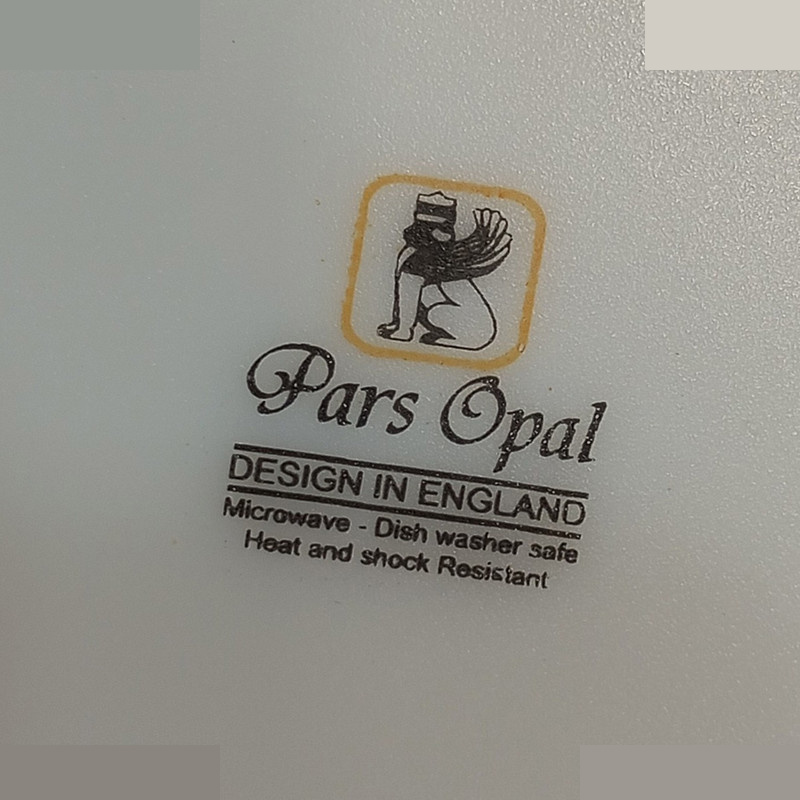 Pars Opal
DESIGN IN ENGLAND
Microwave - Dish washer safe
Heat and shock Resistant